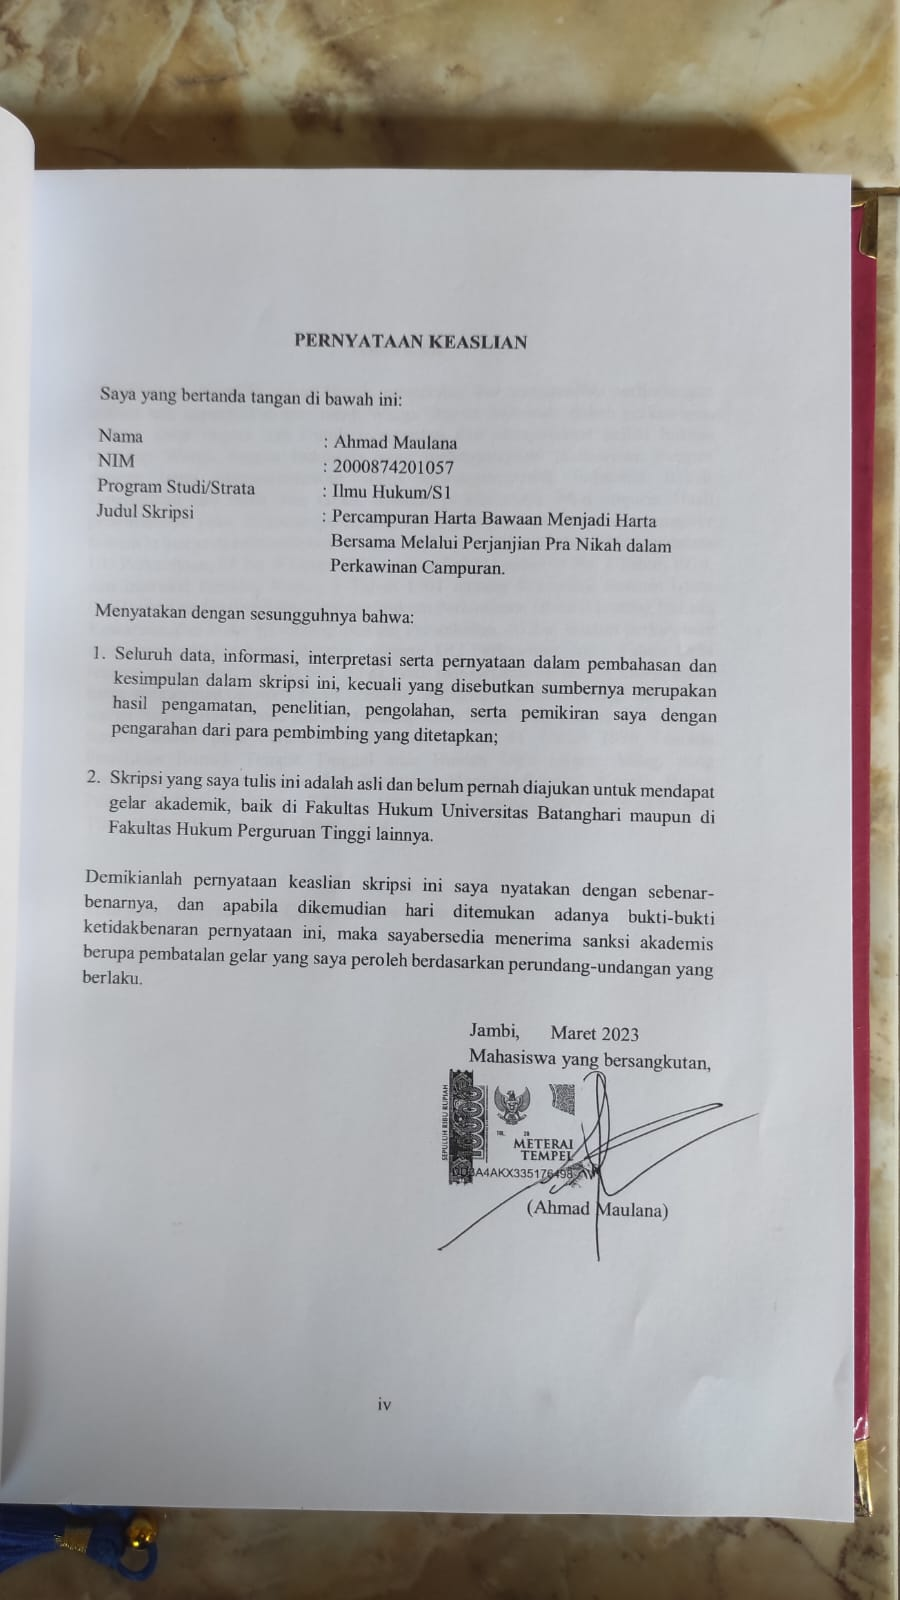 PERNYATAAN KEASLIAN
Saya yang bertanda tangan di bawah ini:
Nama : Ahmad Maulana
NIM : 2000874201057
Program Studi/Strata : Ilmu Hukum/S1
Judul Skripsi : Percampuran Harta Bawaan Menjadi Harta
Bersama Melalui Perjanjian Pra Nikah dalam
Perkawinan Campuran.
Menyatakan dengan sesungguhnya bahwa:
1. Seluruh data, informasi, interpretasi serta pernyataan dalam pembahasan dan
kesimpulan dalam skripsi ini, kecuali yang disebutkan sumbernya merupakan
hasil pengamatan, penelitian, pengolahan, serta pemikiran saya dengan
pengarahan dari para pembimbing yang ditetapkan;
2. Skripsi yang saya tulis ini adalah asli dan belum pernah diajukan untuk mendapat
gelar akademik, baik di Fakultas Hukum Universitas Batanghari maupun di
Fakultas Hukum Perguruan Tinggi lainnya.
Demikianlah pernyataan keaslian skripsi ini saya nyatakan dengan sebenar-
benarnya, dan apabila dikemudian hari ditemukan adanya bukti-bukti
ketidakbenaran pernyataan ini, maka sayabersedia menerima sanksi akademis
berupa pembatalan gelar yang saya peroleh berdasarkan perundang-undangan yang
berlaku.
Jambi, Maret 2023
Mahasiswa yang bersangkutan,
SEPULUH RIBU RUPIAH
10000
METERAI
TEMPEL
(Ahmad Maulana)
iv